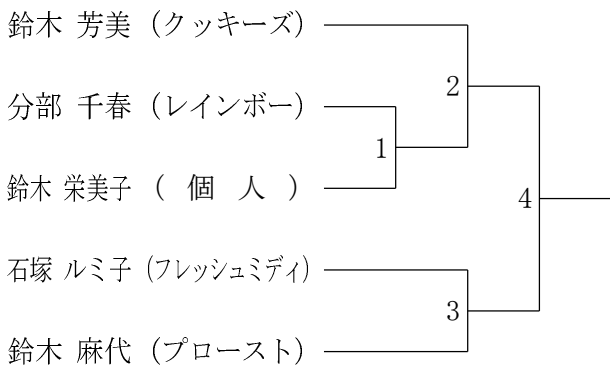 鈴木 芳美 (クッキーズ)
2
分部 千春 (レインボー)
1
鈴木 栄美子 ( 個 人 )
4
石塚 ルミ子 (フレッシュミディ)
3
鈴木 麻代 (プロースト)